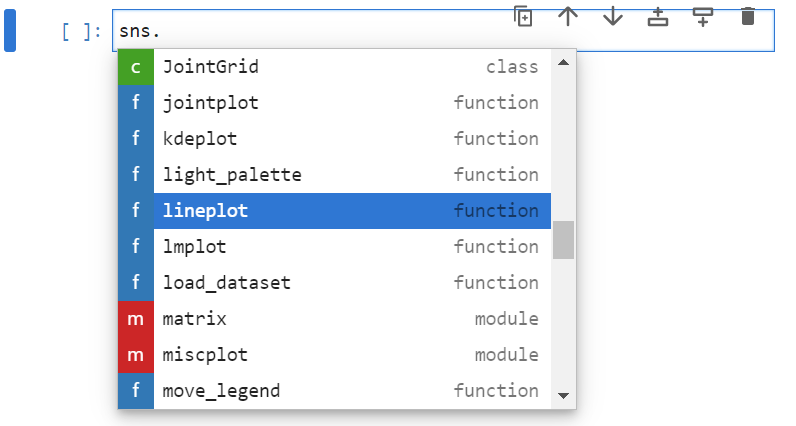 [ ]: sns.
c JointGrid class
f jointplot function
f kdeplot function
f light_palette function
f lineplot function
f lmplot function
f load_dataset function
m matrix module
m miscplot module
f move_legend function